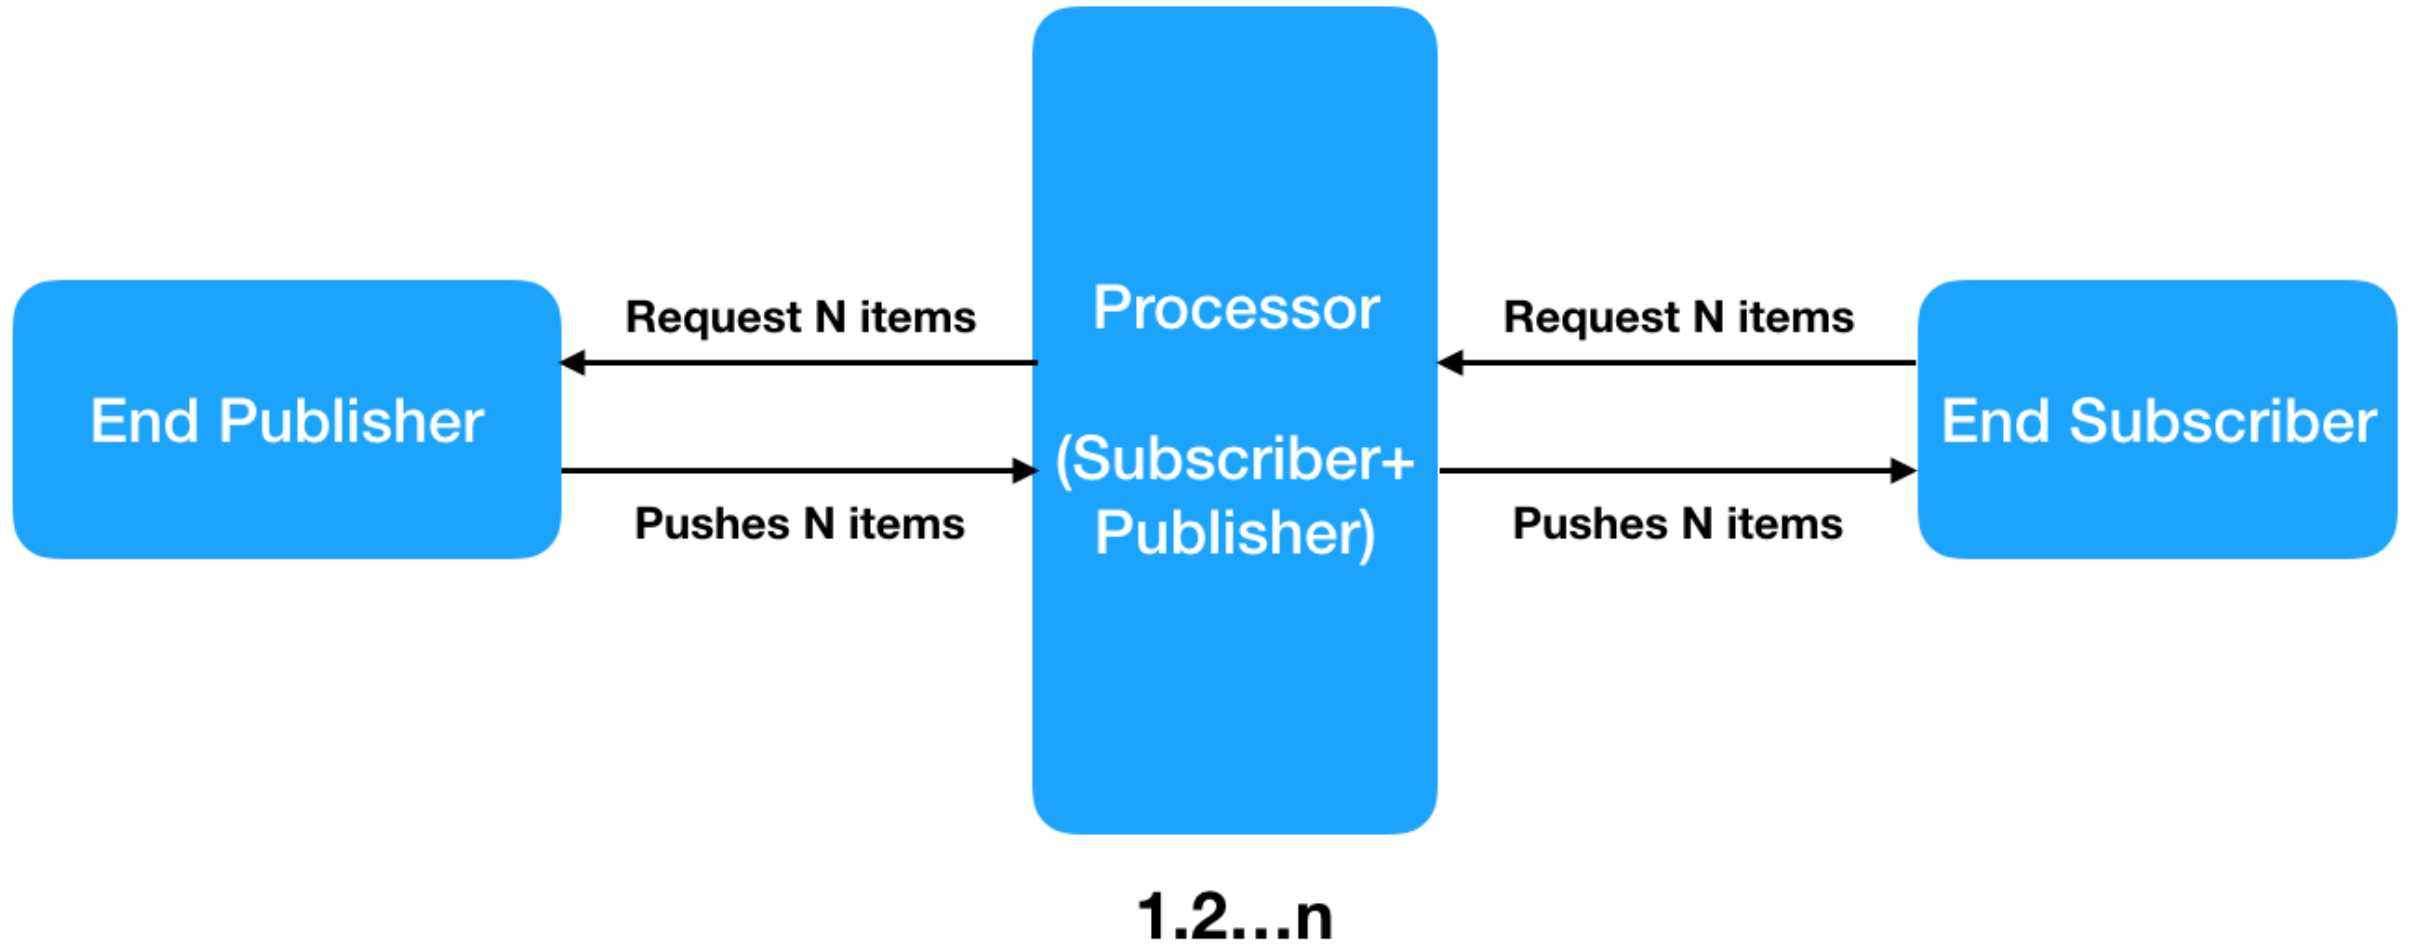 End Publisher
Request N items
Pushes N items
Processor
(Subscriber+
Publisher)
Request N items
Pushes N items
End Subscriber
1.2...n